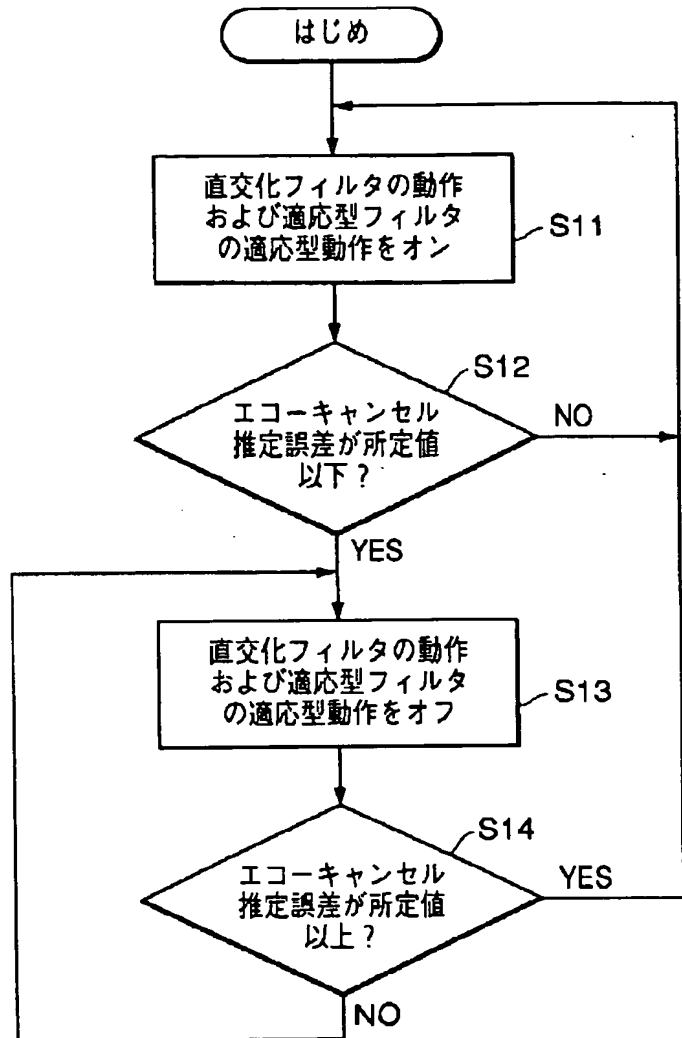 はじめ
直交化フィルタの動作
および適応型フィルタ
の適応型動作をオン
S11
S12
エコーキャンセル
推定誤差が所定値
以下?
NO
YES
直交化フィルタの動作
および適応型フィルタ
の適応型動作をオフ
S13
S14
エコーキャンセル
推定誤差が所定値
以上?
YES
NO